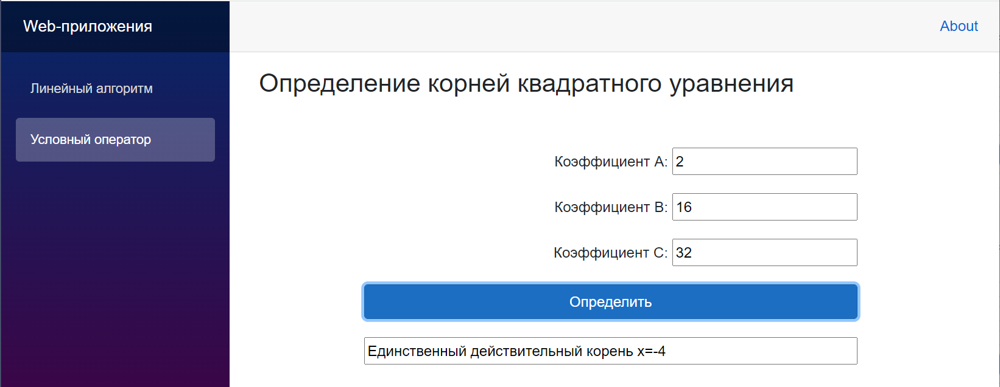 Web-приложения
About
Линейный алгоритм
Условный оператор
Определение корней квадратного уравнения
Коэффициент A: 2
Коэффициент B: 16
Коэффициент C: 32
Определить
Единственный действительный корень x=-4